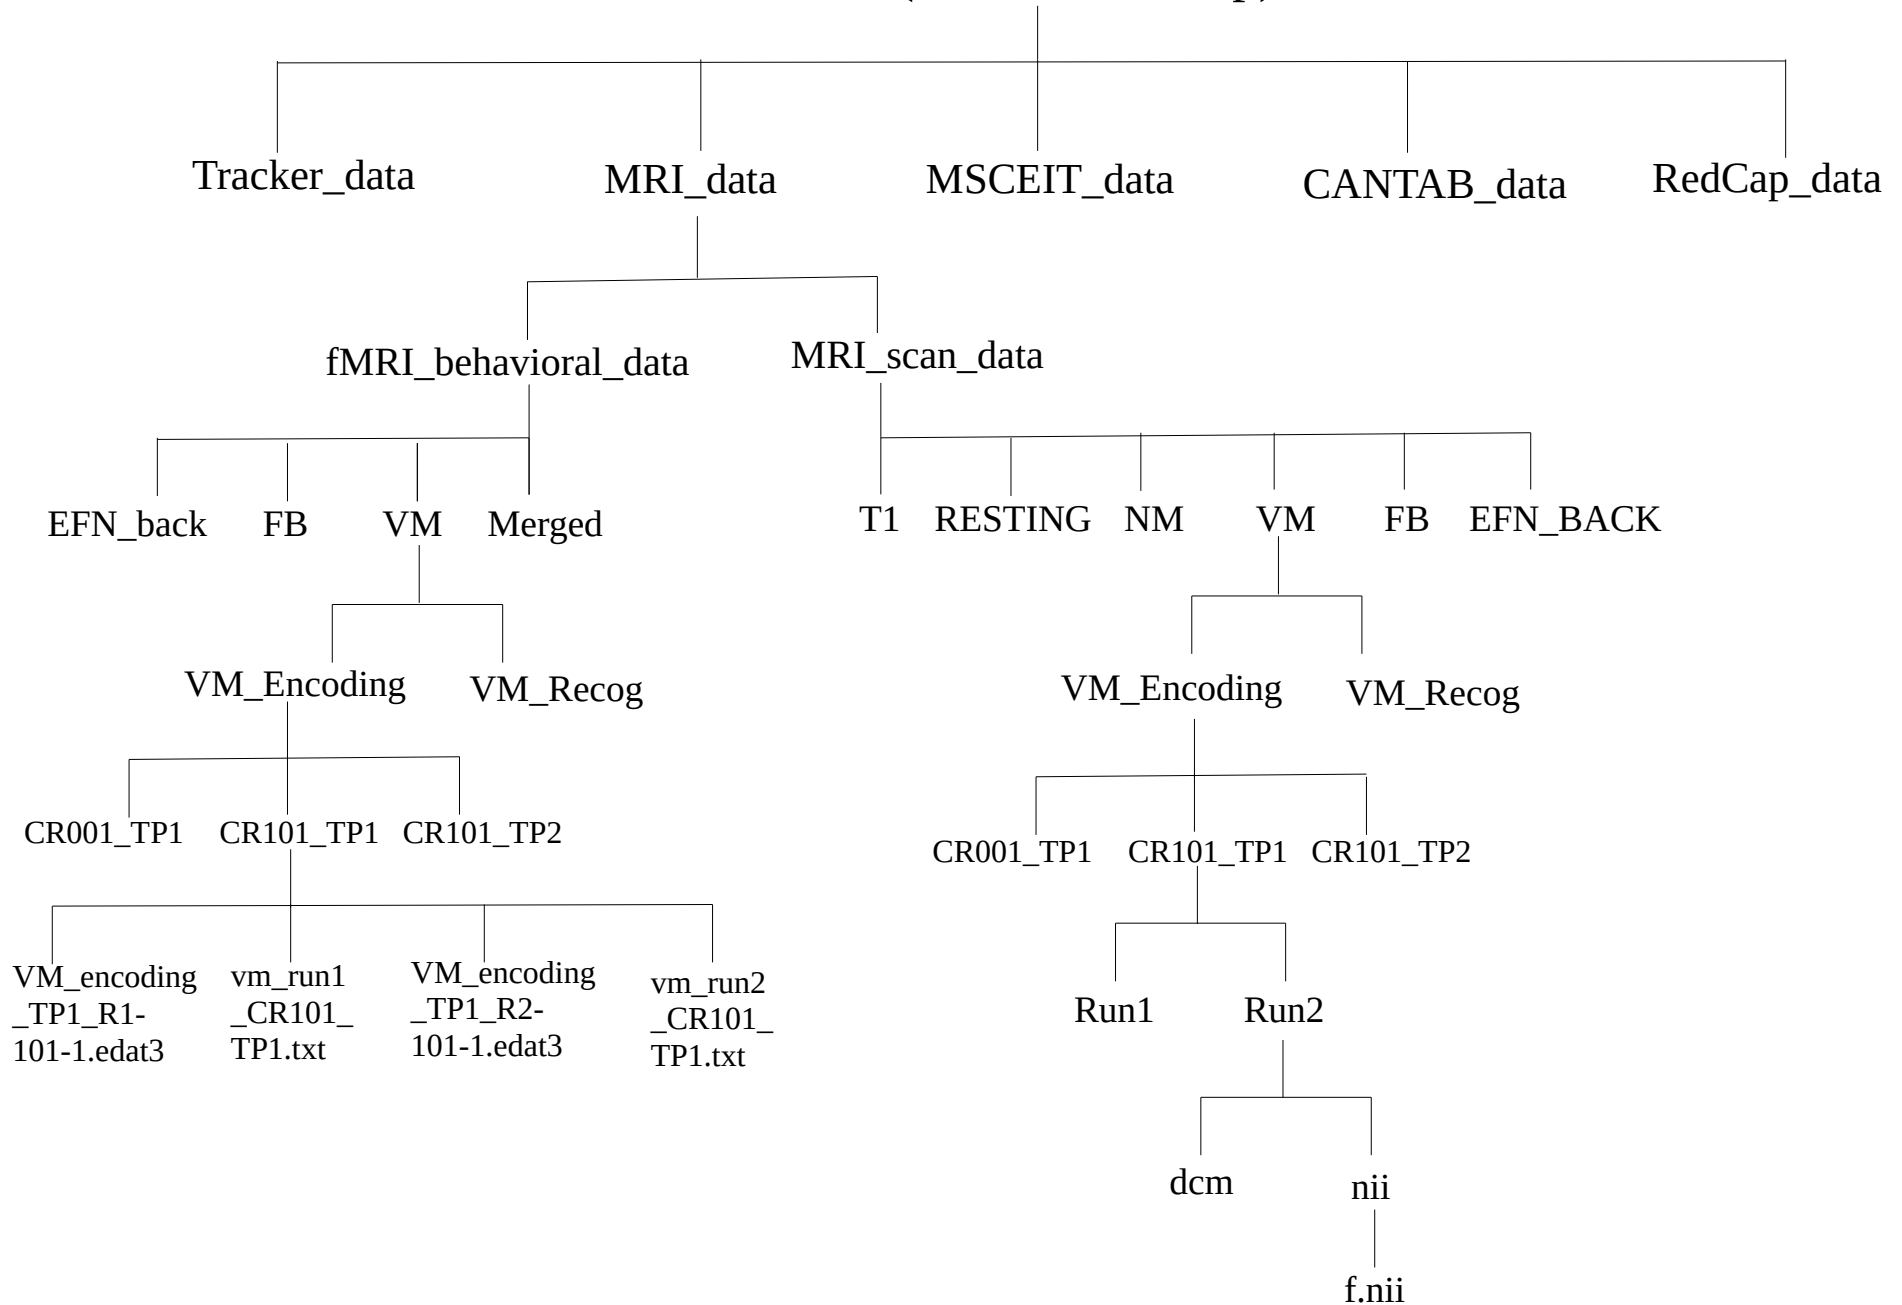 Tracker_data
MRI_data
MSCEIT_data
CANTAB_data
RedCap_data
fMRI_behavioral_data
MRI_scan_data
EFN_back
FB
VM
Merged
T1
RESTING
NM
VM
FB
EFN_BACK
VM_Encoding
VM_Recog
VM_Encoding
VM_Recog
CR001_TP1
CR101_TP1
CR101_TP2
CR001_TP1
CR101_TP1
CR101_TP2
VM_encoding
_TP1_R1-
101-1.edat3
vm_run1
_CR101_
TP1.txt
VM_encoding
_TP1_R2-
101-1.edat3
vm_run2
_CR101_
TP1.txt
Run1
Run2
dcm
nii
f.nii